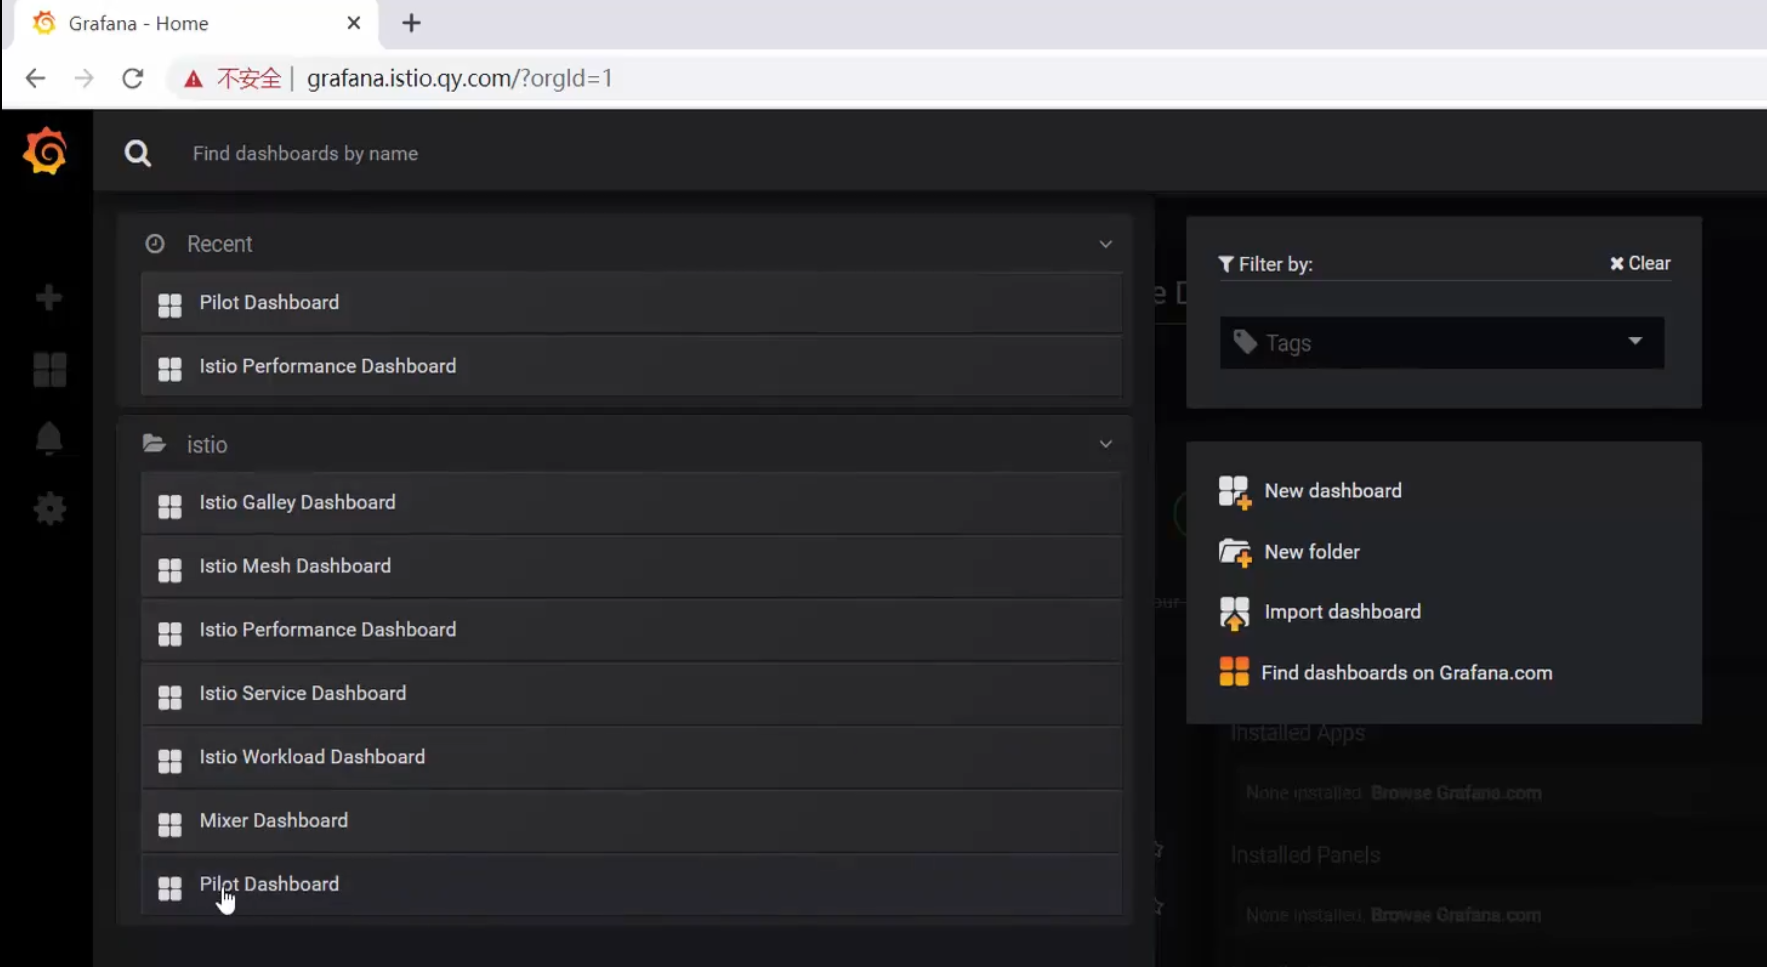 Grafana - Home
不安全 | grafana.istio.qy.com/?orgId=1
Find dashboards by name
Recent
Pilot Dashboard
Istio Performance Dashboard
istio
Istio Galley Dashboard
Istio Mesh Dashboard
Istio Performance Dashboard
Istio Service Dashboard
Istio Workload Dashboard
Mixer Dashboard
Pilot Dashboard
Filter by:
Clear
Tags
New dashboard
New folder
Import dashboard
Find dashboards on Grafana.com
Installed Apps
None installed. Browse Grafana.com
Installed Panels
None installed. Browse Grafana.com